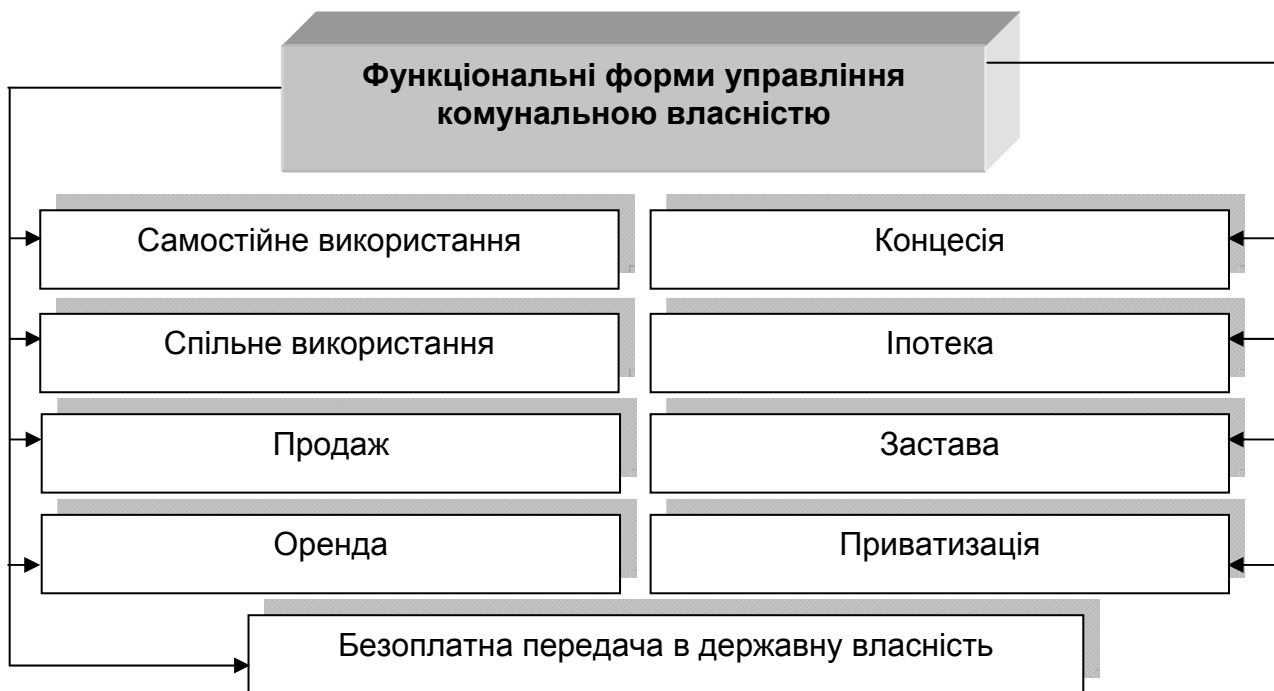 Функціональні форми управління
комунальною власністю
Самостійне використання
Концесія
Спільне використання
Іпотека
Продаж
Застава
Оренда
Приватизація
Безоплатна передача в державну власність